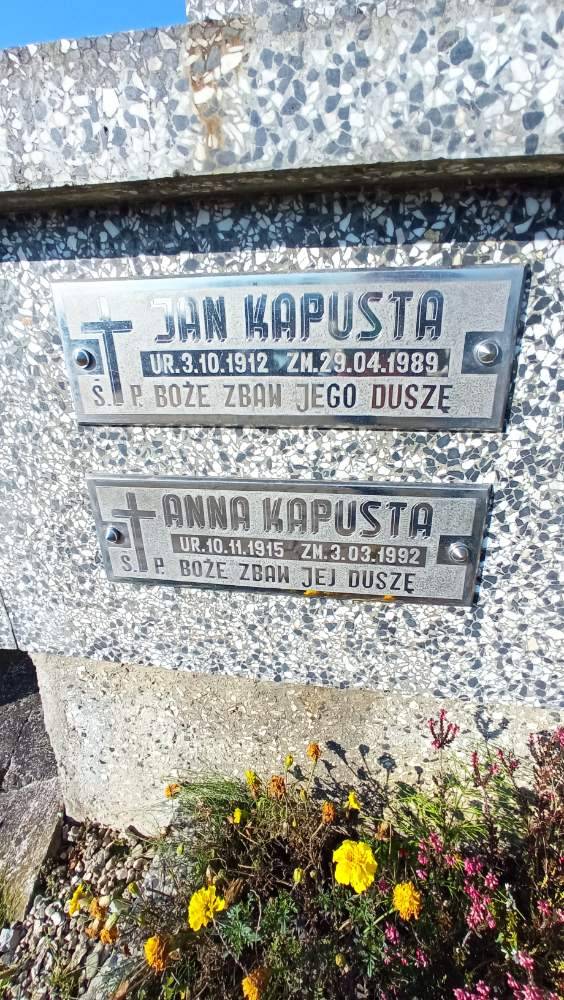 JAN KAPUSTA
UR.3.10.1912 ZM.29.04.1989
Ś. P. BOŻE ZBAW JEGO DUSZĘ
ANNA KAPUSTA
UR.10.11.1915 ZM.3.03.1992
Ś. P. BOŻE ZBAW JEJ DUSZĘ